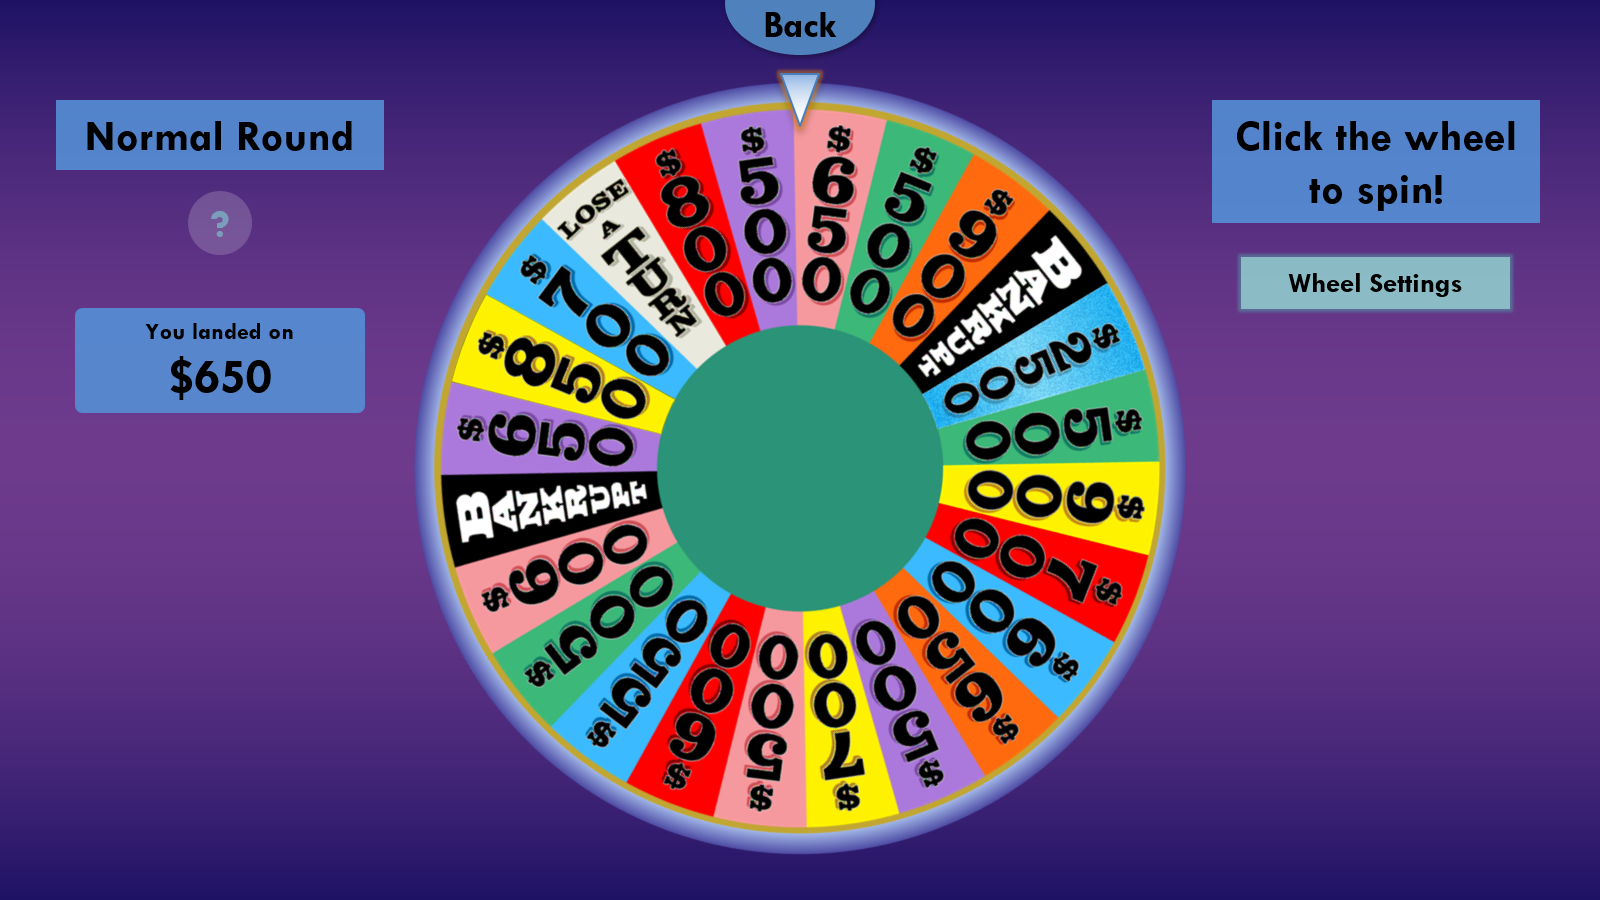 Back
Normal Round
?
You landed on
$650
Click the wheel
to spin!
Wheel Settings
$650
$500
$900
BANKRUPT
$2500
$500
$900
$700
$600
$650
$500
$700
$500
$600
$550
$500
$600
BANKRUPT
$650
$850
$700
LOSE
A
TURN
$800
$500